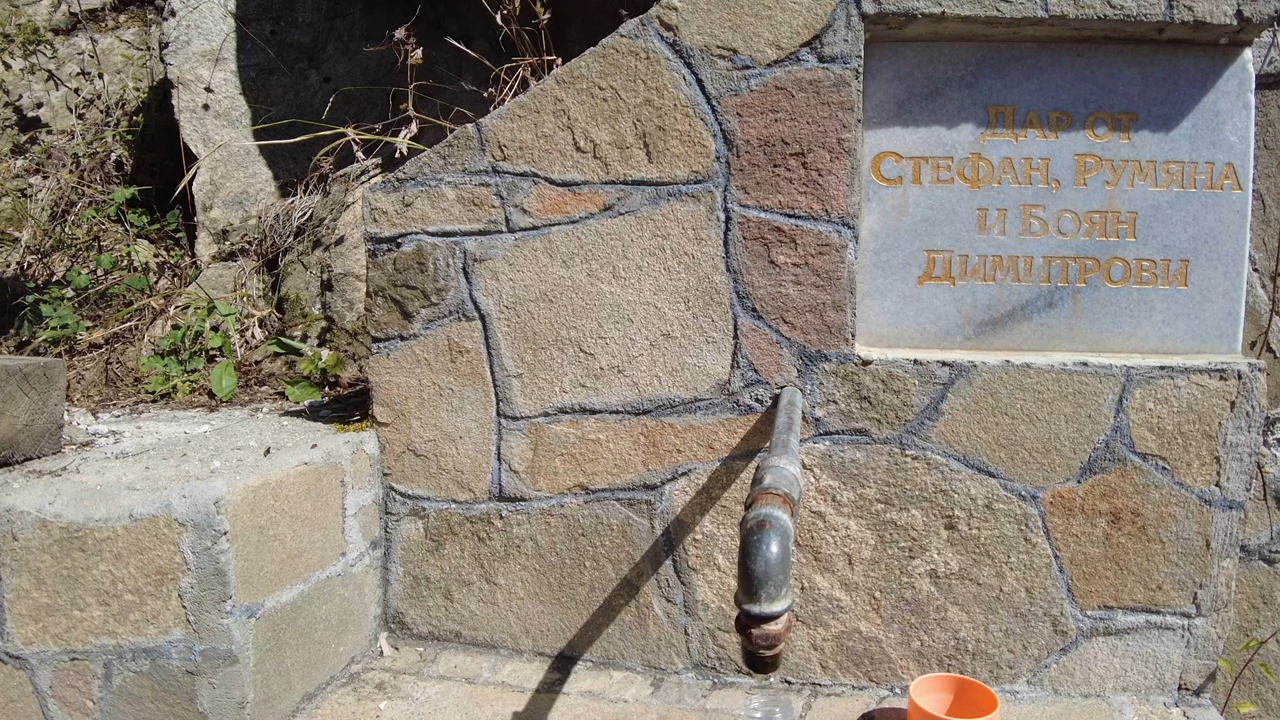 Дар от
Стефан, Румяна
и Боян
Димитрови